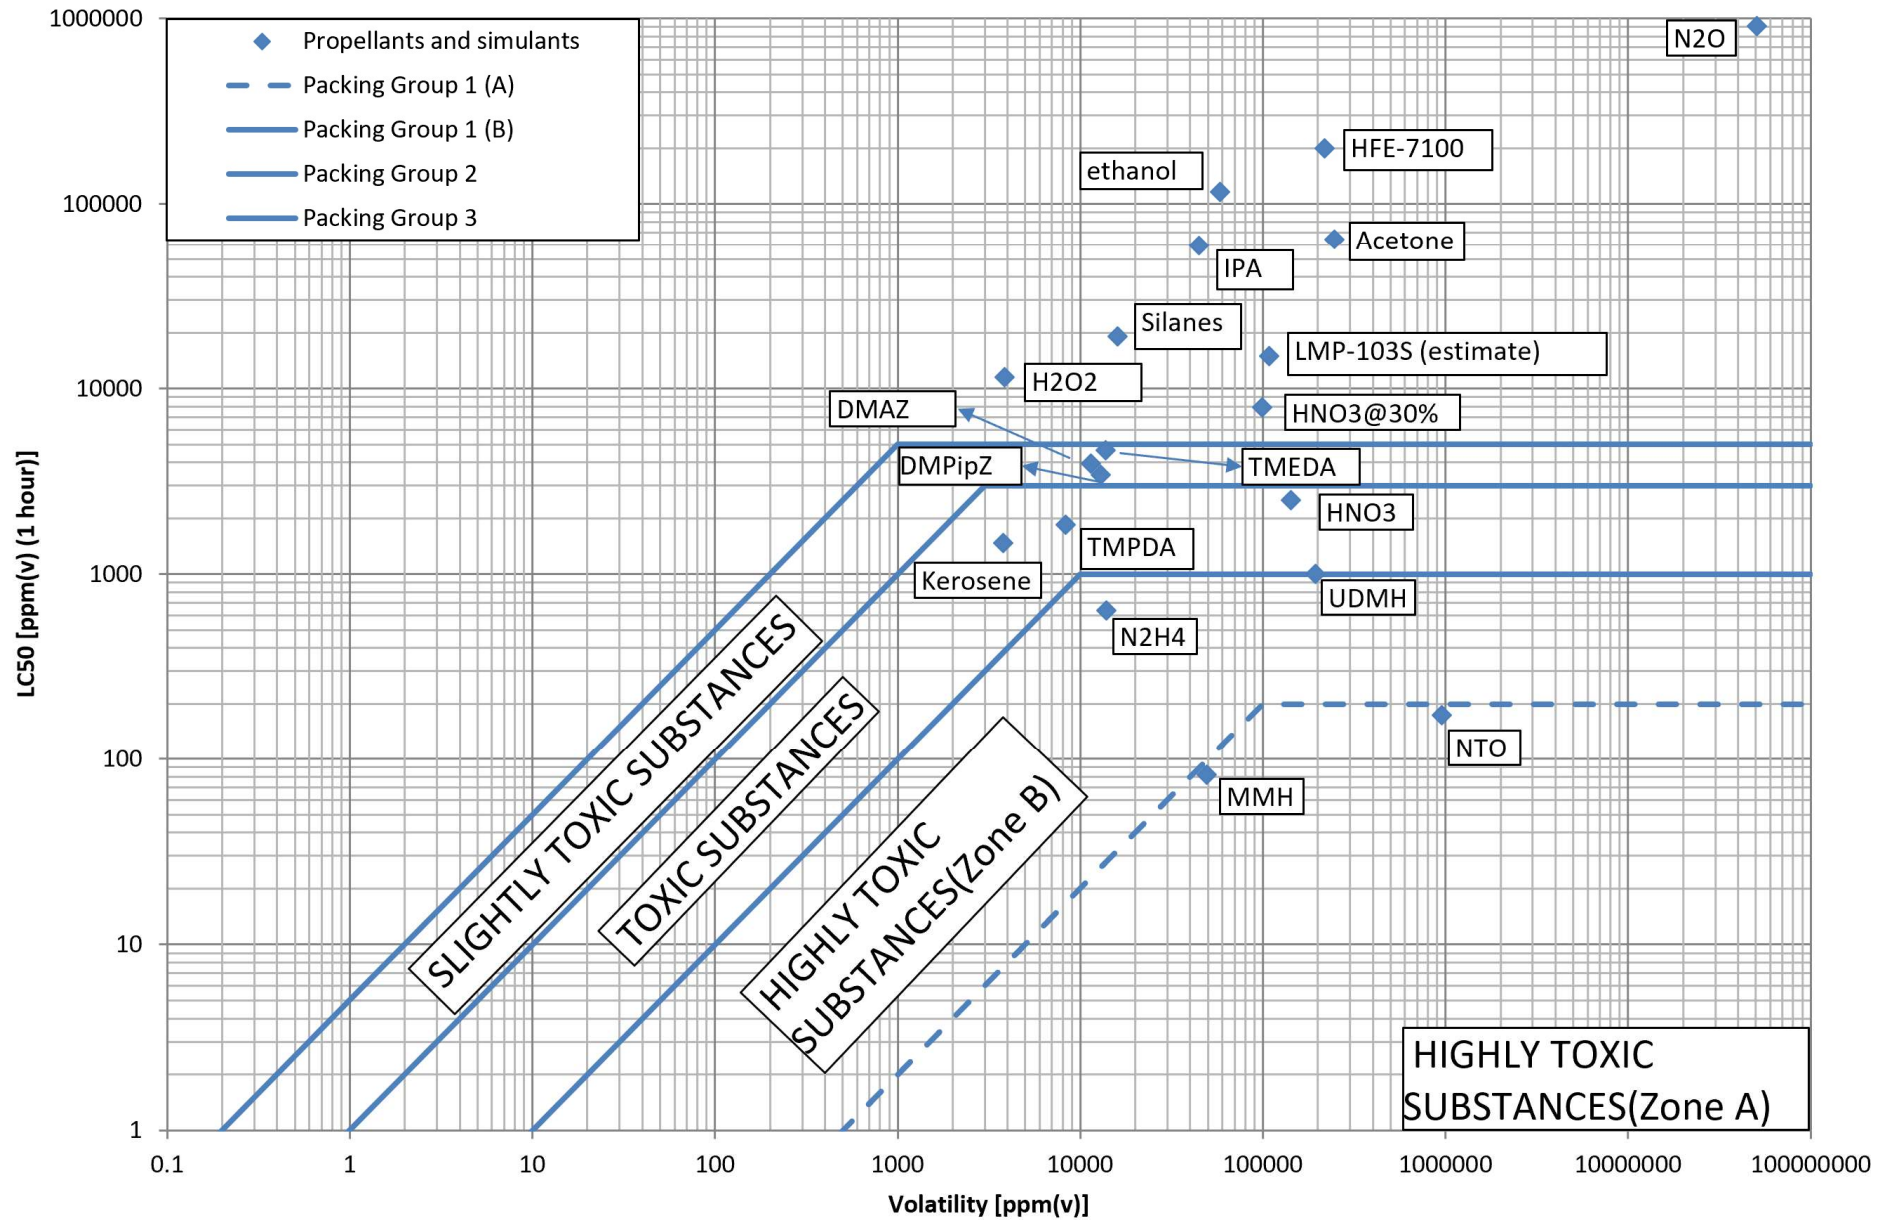 1000000
100000
10000
1000
100
10
1
LC50 [ppm(v) (1 hour)]
Propellants and simulants
Packing Group 1 (A)
Packing Group 1 (B)
Packing Group 2
Packing Group 3
N2O
HFE-7100
ethanol
Acetone
IPA
Silanes
LMP-103S (estimate)
H2O2
DMAZ
HNO3@30%
DMPipZ
TMEDA
HNO3
TMPDA
Kerosene
UDMH
N2H4
NTO
MMH
SLIGHTLY TOXIC SUBSTANCES
TOXIC SUBSTANCES
HIGHLY TOXIC
SUBSTANCES(Zone B)
HIGHLY TOXIC
SUBSTANCES(Zone A)
0.1
1
10
100
1000
10000
100000
1000000
10000000
100000000
Volatility [ppm(v)]